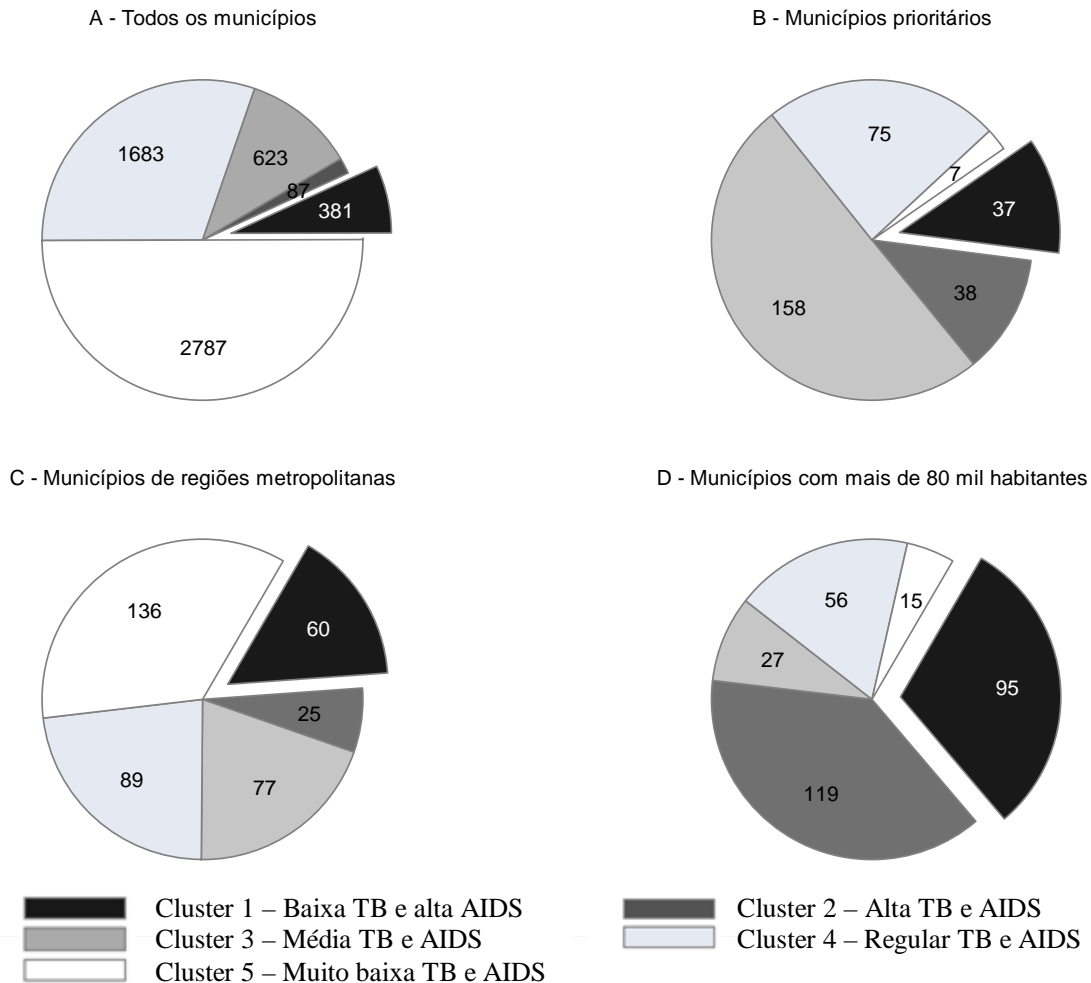 A - Todos os municípios
B - Municípios prioritários
1683
623
87
381
2787
75
7
37
38
158
C - Municípios de regiões metropolitanas
D - Municípios com mais de 80 mil habitantes
136
60
25
77
89
56
15
95
27
119
Cluster 1 – Baixa TB e alta AIDS
Cluster 2 – Alta TB e AIDS
Cluster 3 – Média TB e AIDS
Cluster 4 – Regular TB e AIDS
Cluster 5 – Muito baixa TB e AIDS